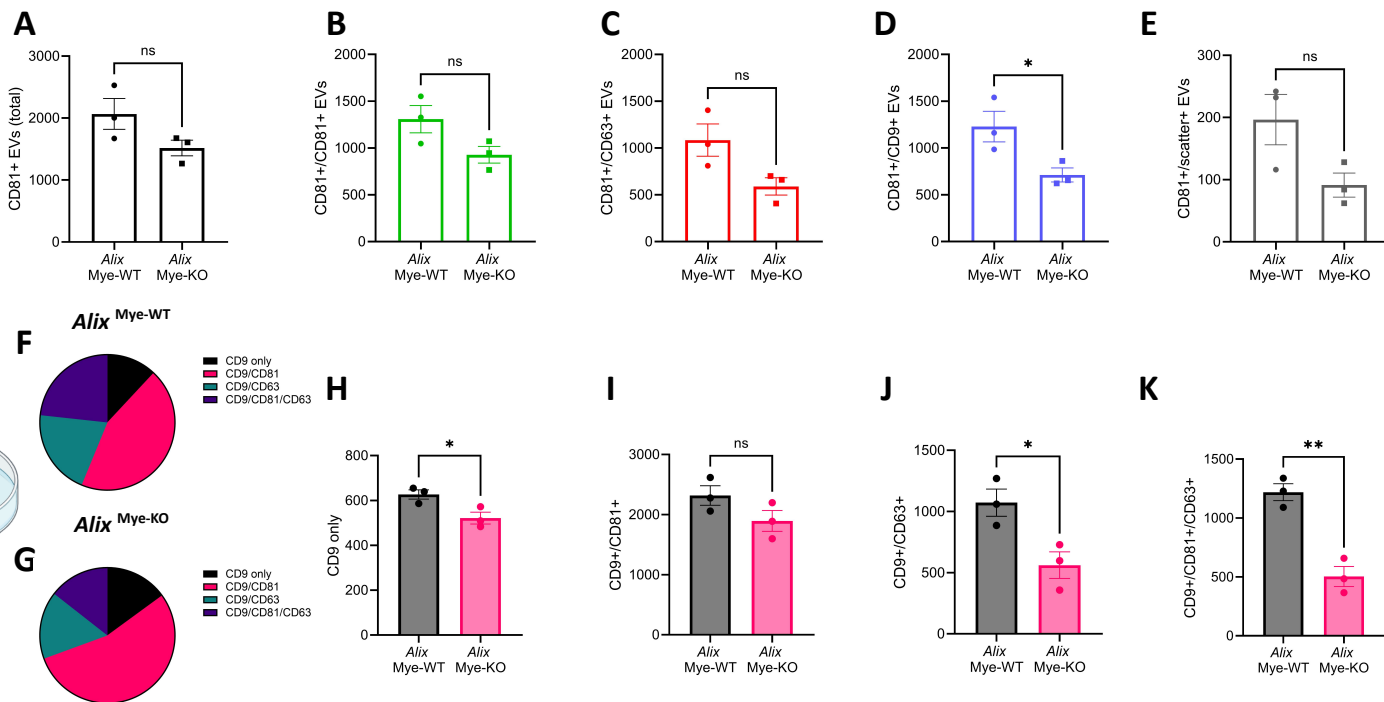 A
CD81+ EVs (total)
3000
2000
1000
0
ns
Alix
Mye-WT
Alix
Mye-KO
B
CD81+/CD81+ EVs
2000
1500
1000
500
0
ns
Alix
Mye-WT
Alix
Mye-KO
C
CD81+/CD63+ EVs
2000
1500
1000
500
0
ns
Alix
Mye-WT
Alix
Mye-KO
D
CD81+/CD9+ EVs
2000
1500
1000
500
0
*
Alix
Mye-WT
Alix
Mye-KO
E
CD81+/scatter+ EVs
300
200
100
0
ns
Alix
Mye-WT
Alix
Mye-KO
F
Alix Mye-WT
CD9 only
CD9/CD81
CD9/CD63
CD9/CD81/CD63
G
Alix Mye-KO
CD9 only
CD9/CD81
CD9/CD63
CD9/CD81/CD63
H
CD9 only
800
600
400
200
0
*
Alix
Mye-WT
Alix
Mye-KO
I
CD9+/CD81+
3000
2000
1000
0
ns
Alix
Mye-WT
Alix
Mye-KO
J
CD9+/CD63+
1500
1000
500
0
*
Alix
Mye-WT
Alix
Mye-KO
K
CD9+/CD81+/CD63+
1500
1000
500
0
**
Alix
Mye-WT
Alix
Mye-KO